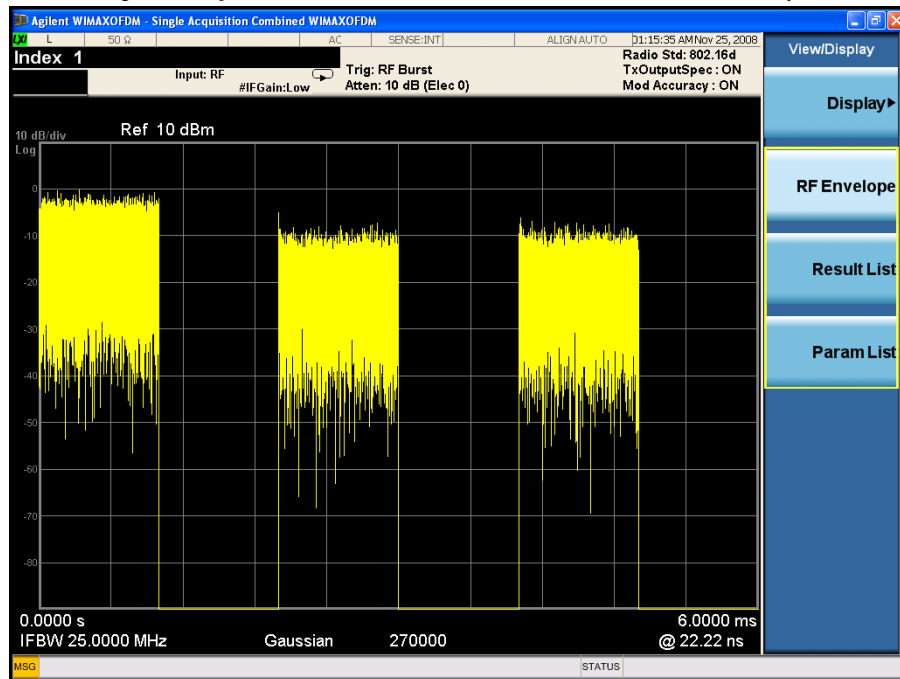 Agilent WIMAXOFDM - Single Acquisition Combined WIMAXOFDM
LXI L 50 Ω AC SENSE:INT ALIGN AUTO 01:15:35 AM Nov 25, 2008
Index 1
Input: RF
#IFGain:Low
Trig: RF Burst
Atten: 10 dB (Elec 0)
Radio Std: 802.16d
TxOutputSpec : ON
Mod Accuracy : ON
10 dB/div Ref 10 dBm
Log
0
-10
-20
-30
-40
-50
-60
-70
-80
0.0000 s 6.0000 ms
IFBW 25.0000 MHz Gaussian 270000 @ 22.22 ns
MSG STATUS
View/Display
Display
RF Envelope
Result List
Param List